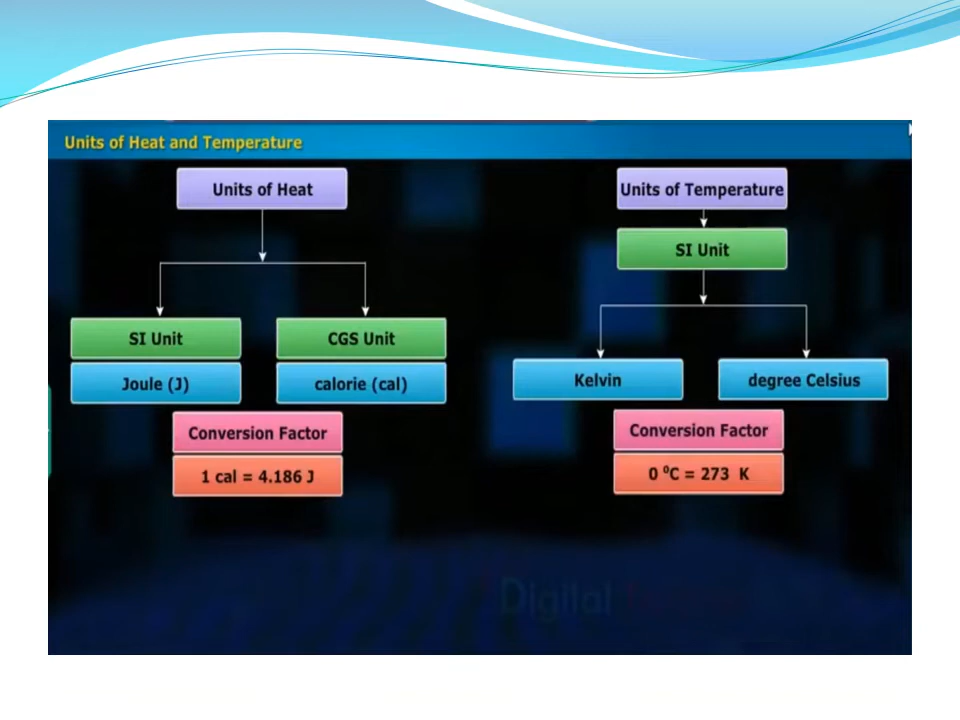 Units of Heat and Temperature
Units of Heat
SI Unit
Joule (J)
CGS Unit
calorie (cal)
Conversion Factor
1 cal = 4.186 J
Units of Temperature
SI Unit
Kelvin
degree Celsius
Conversion Factor
0 ⁰C = 273 K
Digital